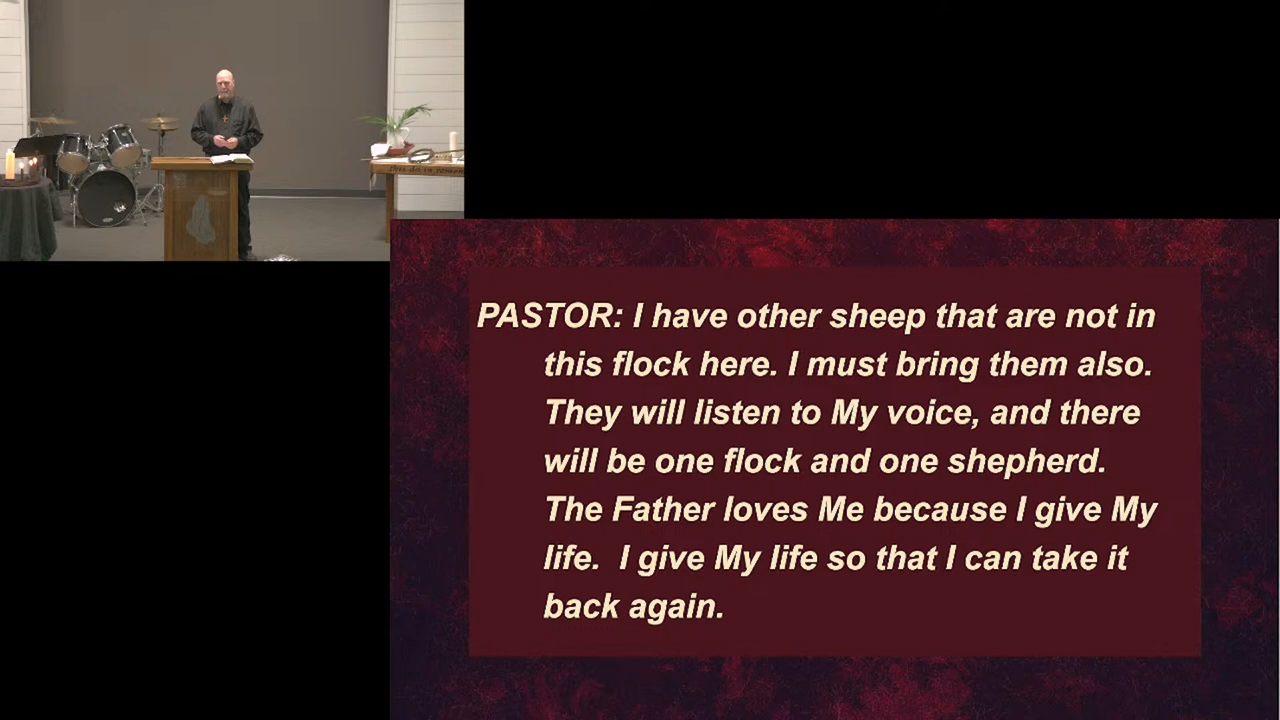 PASTOR: I have other sheep that are not in
this flock here. I must bring them also.
They will listen to My voice, and there
will be one flock and one shepherd.
The Father loves Me because I give My
life.  I give My life so that I can take it
back again.